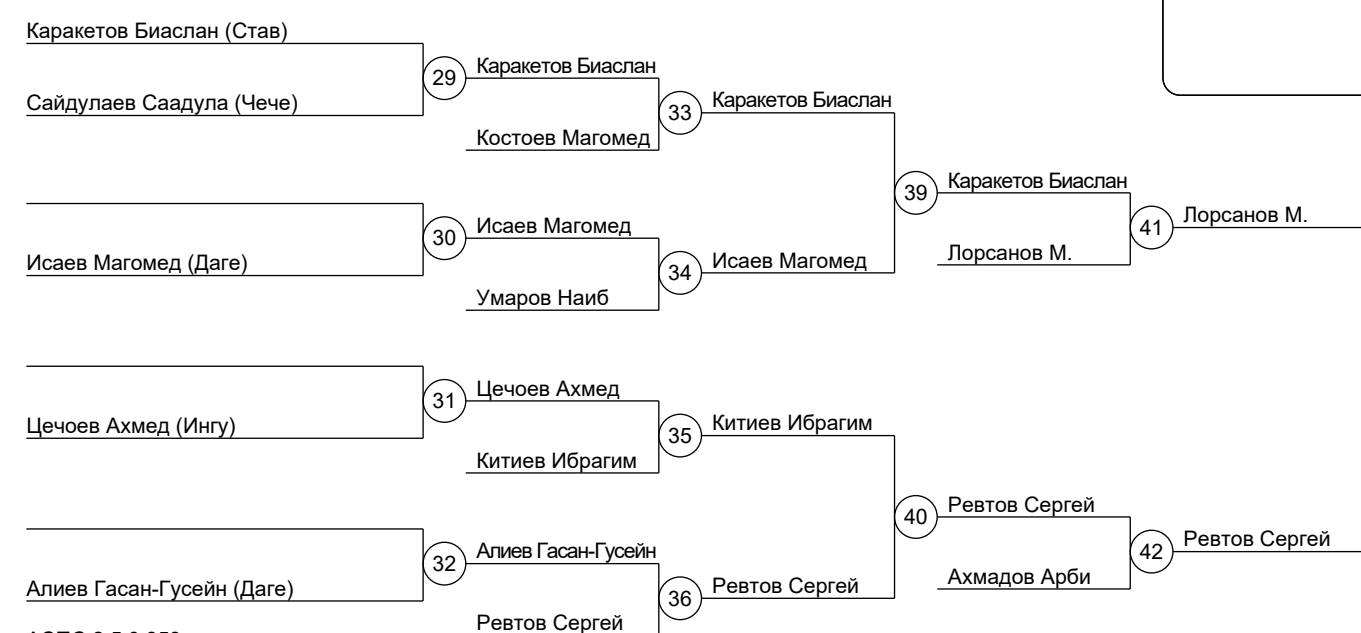 Каракетов Биаслан (Став)
29
Каракетов Биаслан
Сайдулаев Саадула (Чече)
33
Каракетов Биаслан
Костоев Магомед
39
Каракетов Биаслан
30
Исаев Магомед
41
Лорсанов М.
Исаев Магомед (Даге)
34
Исаев Магомед
Лорсанов М.
Умаров Наиб
31
Цечоев Ахмед
Цечоев Ахмед (Ингу)
35
Китиев Ибрагим
Китиев Ибрагим
40
Ревтов Сергей
32
Алиев Гасан-Гусейн
42
Ревтов Сергей
Алиев Гасан-Гусейн (Даге)
36
Ревтов Сергей
Ахмадов Арби
Ревтов Сергей